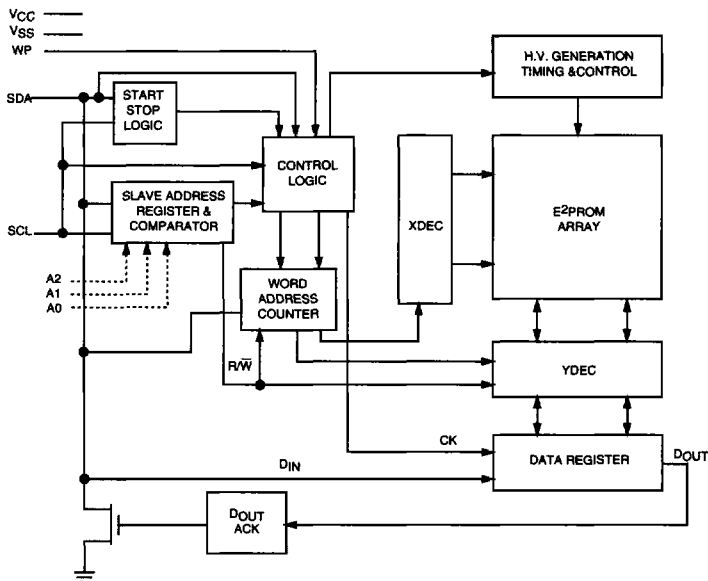 VCC
VSS
WP
SDA
START
STOP
LOGIC
H.V. GENERATION
TIMING &CONTROL
CONTROL
LOGIC
SLAVE ADDRESS
REGISTER &
COMPARATOR
SCL
XDEC
E²PROM
ARRAY
A2
A1
A0
WORD
ADDRESS
COUNTER
R/W̅
YDEC
CK
DIN
DATA REGISTER
DOUT
DOUT
ACK